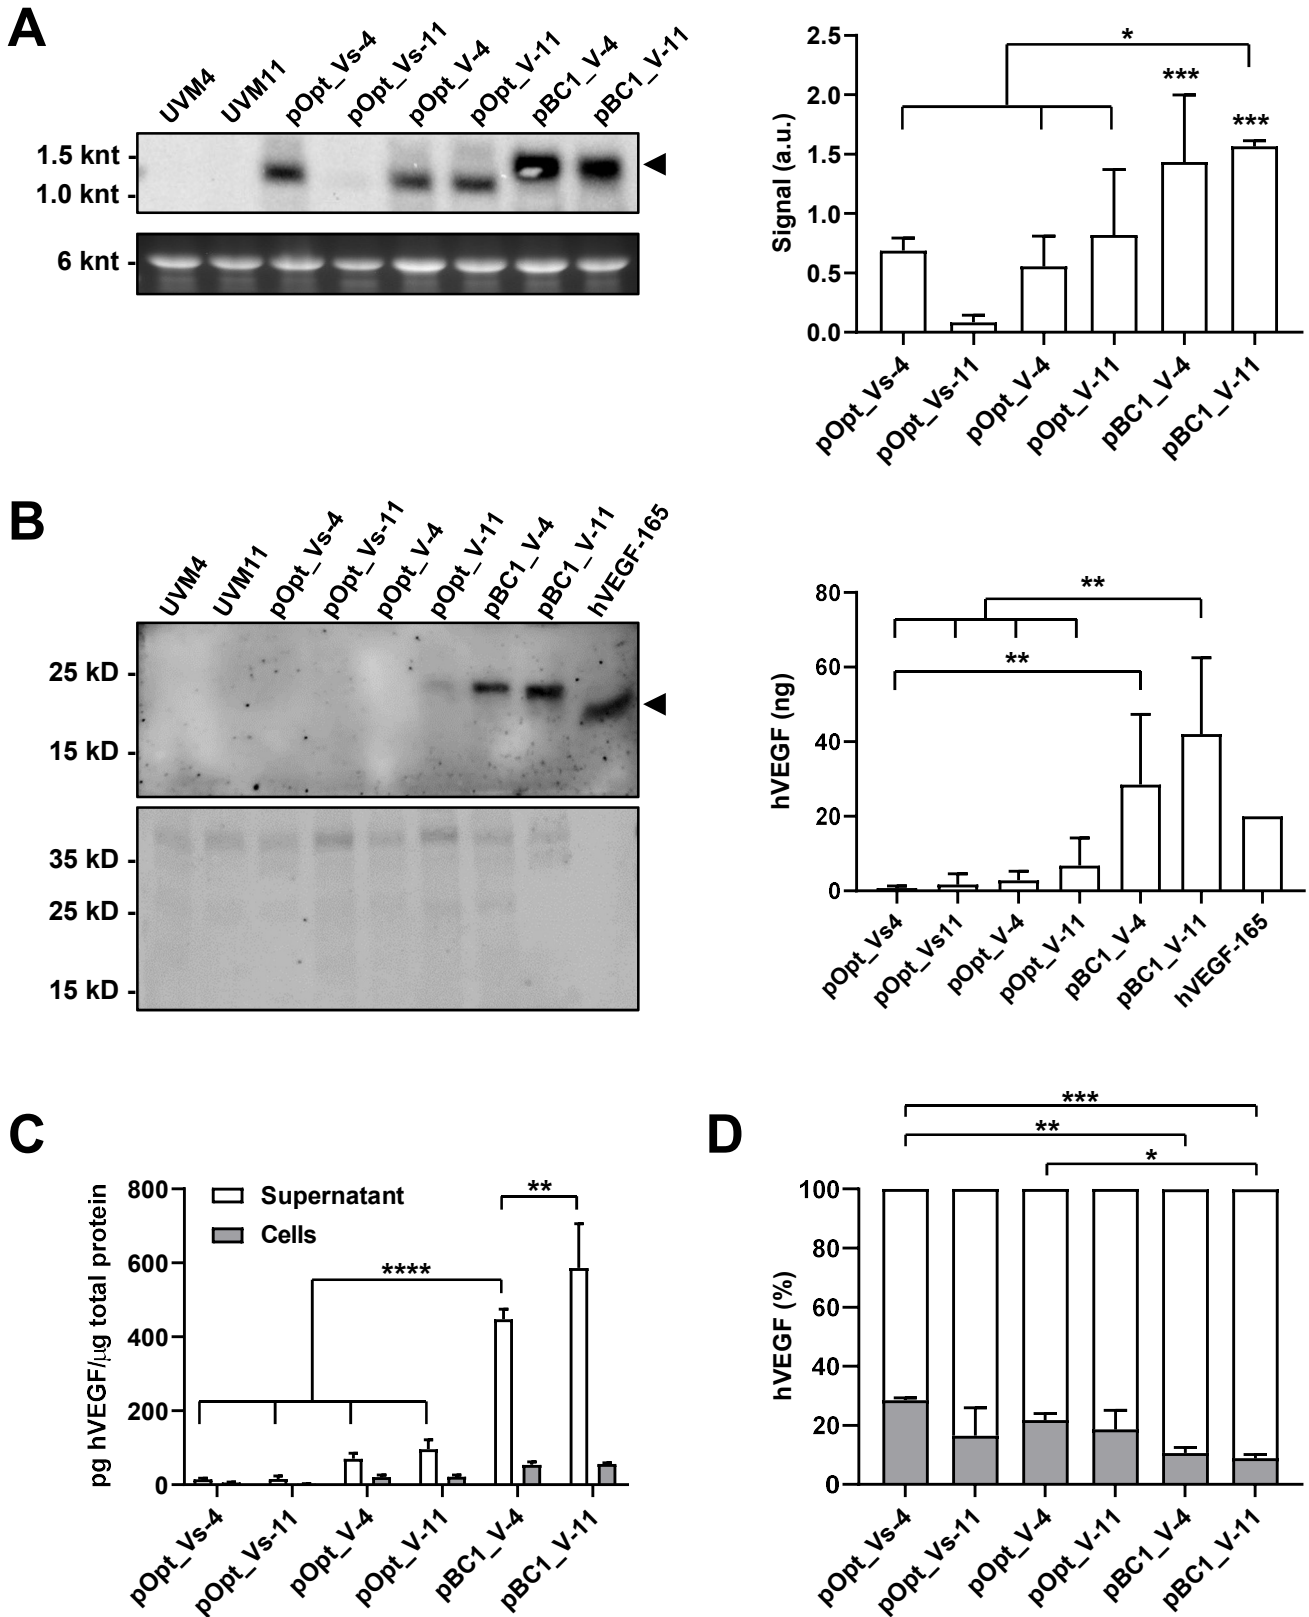 A
UVM4
UVM11
pOpt_Vs-4
pOpt_Vs-11
pOpt_V-4
pOpt_V-11
pBC1_V-4
pBC1_V-11
1.5 knt -
1.0 knt -
6 knt -
Signal (a.u.)
2.5
2.0
1.5
1.0
0.5
0.0
*
***
***
pOpt_Vs-4
pOpt_Vs-11
pOpt_V-4
pOpt_V-11
pBC1_V-4
pBC1_V-11
B
UVM4
UVM11
pOpt_Vs-4
pOpt_Vs-11
pOpt_V-4
pOpt_V-11
pBC1_V-4
pBC1_V-11
hVEGF-165
25 kD -
15 kD -
35 kD -
25 kD -
15 kD -
hVEGF (ng)
80
60
40
20
0
**
**
pOpt_Vs4
pOpt_Vs11
pOpt_V-4
pOpt_V-11
pBC1_V-4
pBC1_V-11
hVEGF-165
C
pg hVEGF/µg total protein
800
600
400
200
0
Supernatant
Cells
**
****
pOpt_Vs-4
pOpt_Vs-11
pOpt_V-4
pOpt_V-11
pBC1_V-4
pBC1_V-11
D
***
**
*
hVEGF (%)
100
80
60
40
20
0
pOpt_Vs-4
pOpt_Vs-11
pOpt_V-4
pOpt_V-11
pBC1_V-4
pBC1_V-11